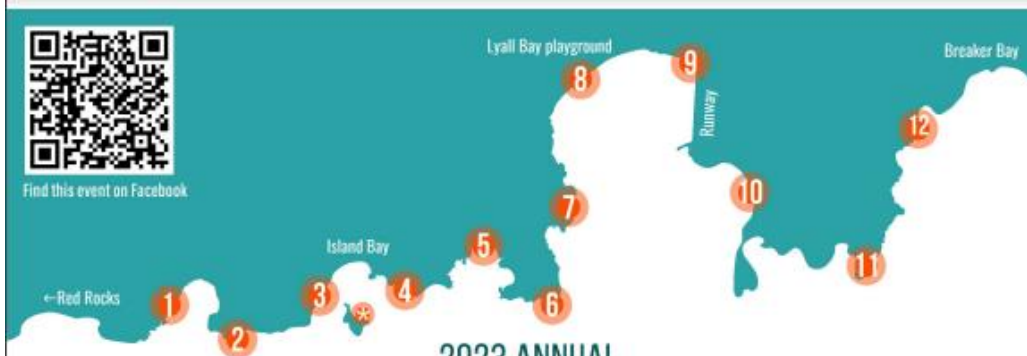 Lyall Bay playground
Breaker Bay
8
9
Runway
12
Find this event on Facebook
10
7
Island Bay
5
←Red Rocks
1
3
*
4
6
11
2
2023 ANNUAL